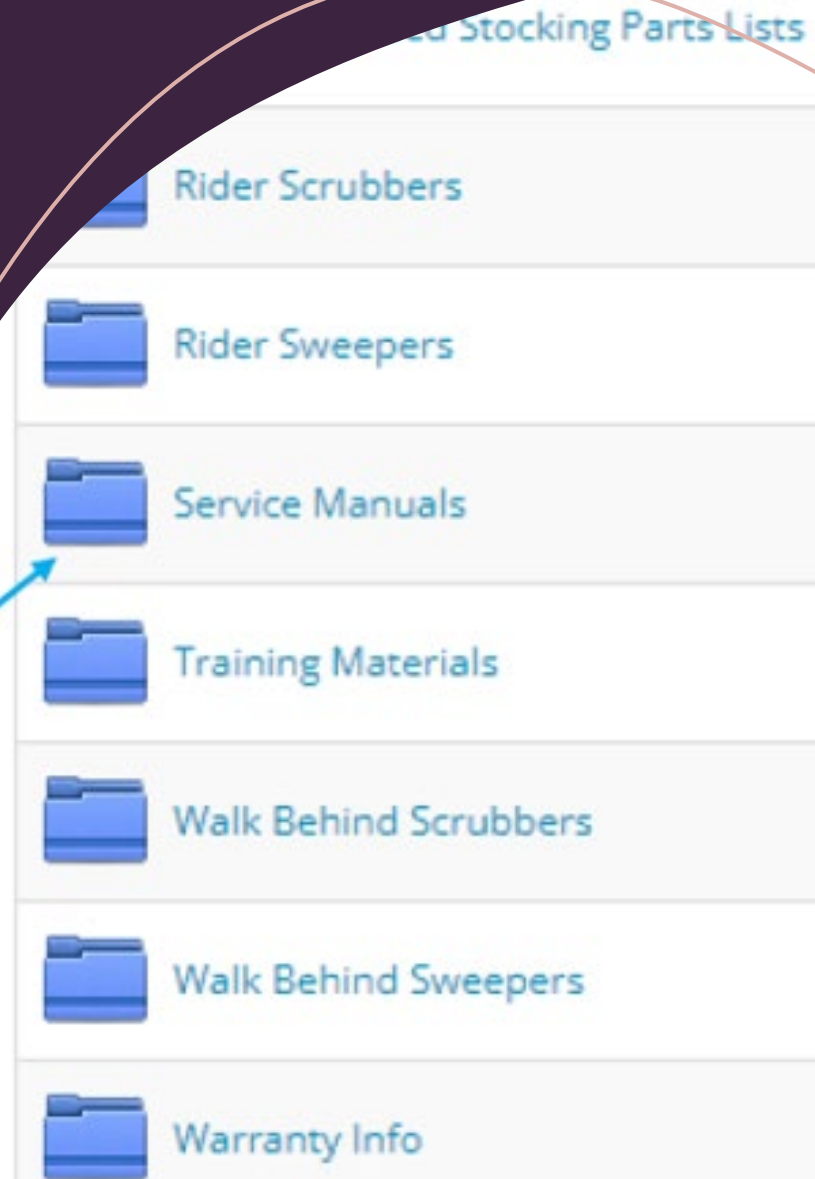 Stocking Parts Lists
Rider Scrubbers
Rider Sweepers
Service Manuals
Training Materials
Walk Behind Scrubbers
Walk Behind Sweepers
Warranty Info